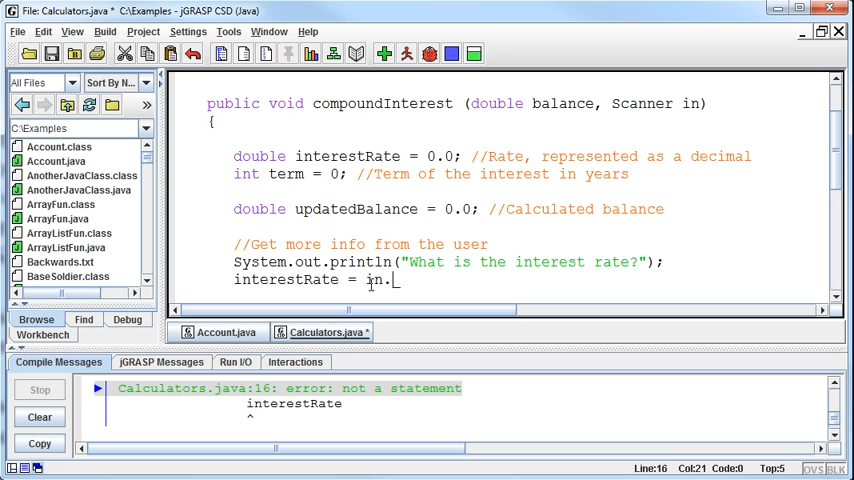 File: Calculators.java * C:\Examples - jGRASP CSD (Java)
File Edit View Build Project Settings Tools Window Help
All Files
Sort By N...
C:\Examples
Account.class
Account.java
AnotherJavaClass.class
AnotherJavaClass.java
ArrayFun.class
ArrayFun.java
ArrayListFun.class
ArrayListFun.java
Backwards.txt
BaseSoldier.class
Browse Find Debug
Workbench
public void compoundInterest (double balance, Scanner in)
{
double interestRate = 0.0; //Rate, represented as a decimal
int term = 0; //Term of the interest in years
double updatedBalance = 0.0; //Calculated balance
//Get more info from the user
System.out.println("What is the interest rate?");
interestRate = in.
Account.java Calculators.java *
Compile Messages jGRASP Messages Run I/O Interactions
Stop
Clear
Copy
Calculators.java:16: error: not a statement
interestRate
^
Line:16 Col:21 Code:0 Top:5 OVS BLK